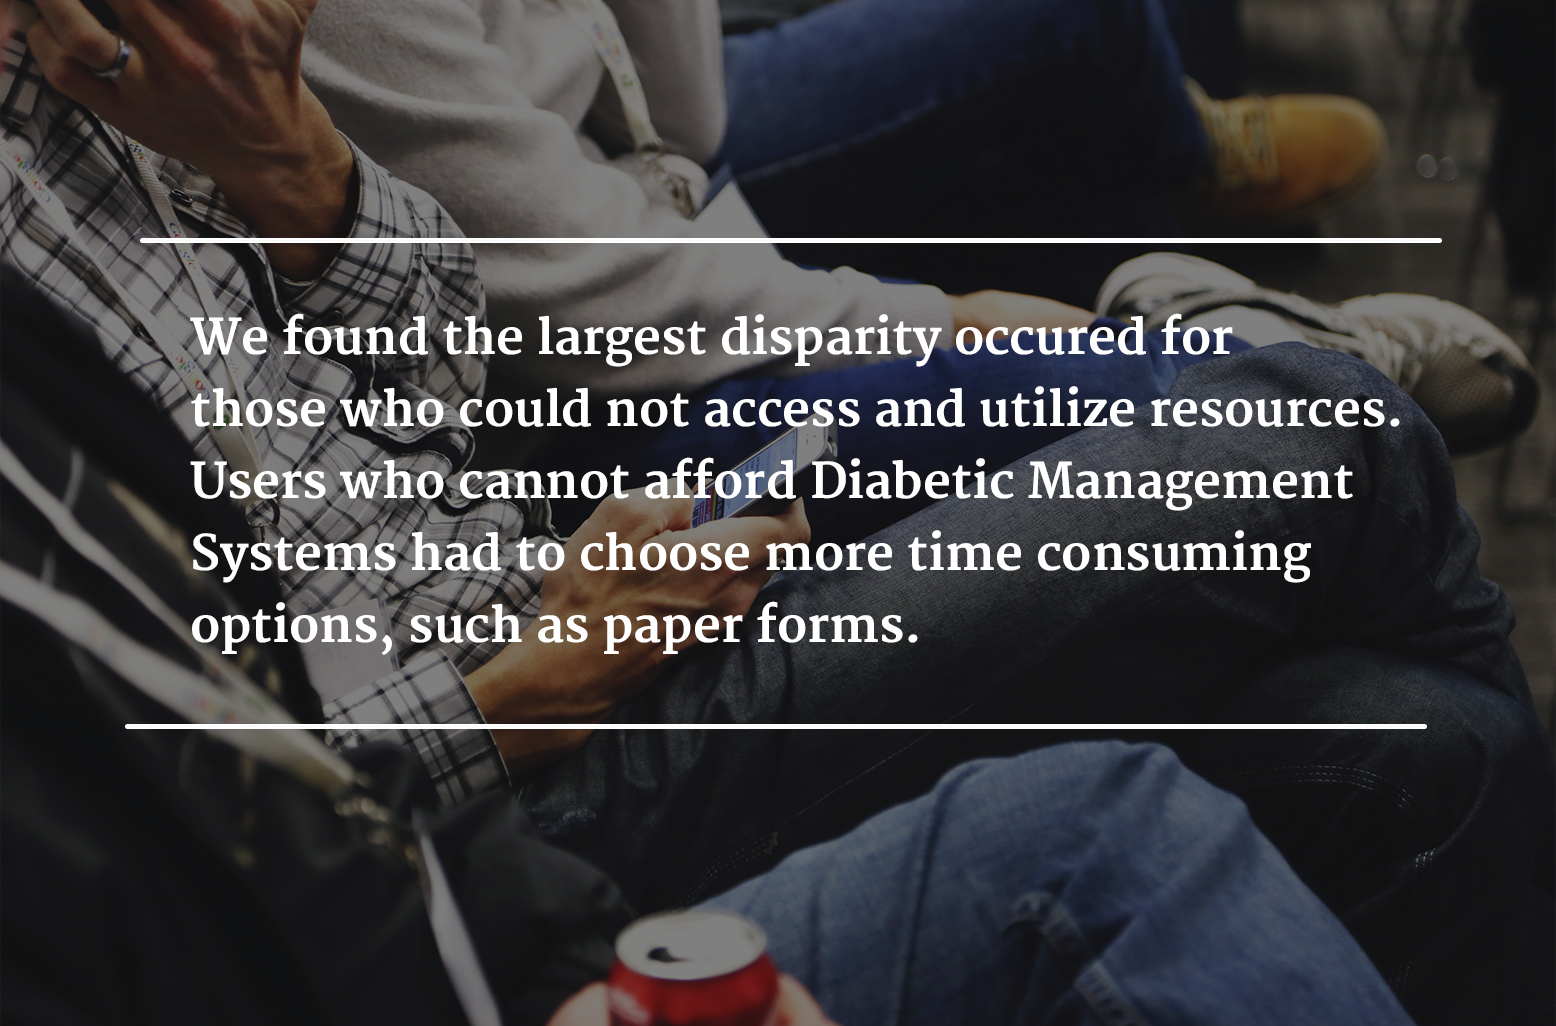 We found the largest disparity occured for
those who could not access and utilize resources.
Users who cannot afford Diabetic Management
Systems had to choose more time consuming
options, such as paper forms.